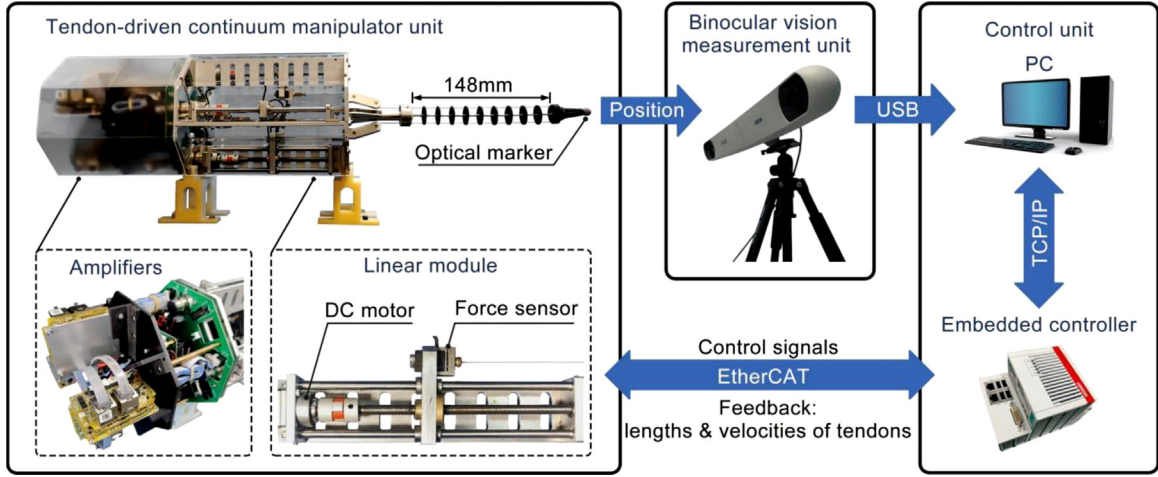 Tendon-driven continuum manipulator unit
148mm
Optical marker
Amplifiers
Linear module
DC motor
Force sensor
Position
Binocular vision
measurement unit
USB
Control unit
PC
TCP/IP
Embedded controller
Control signals
EtherCAT
Feedback:
lengths & velocities of tendons